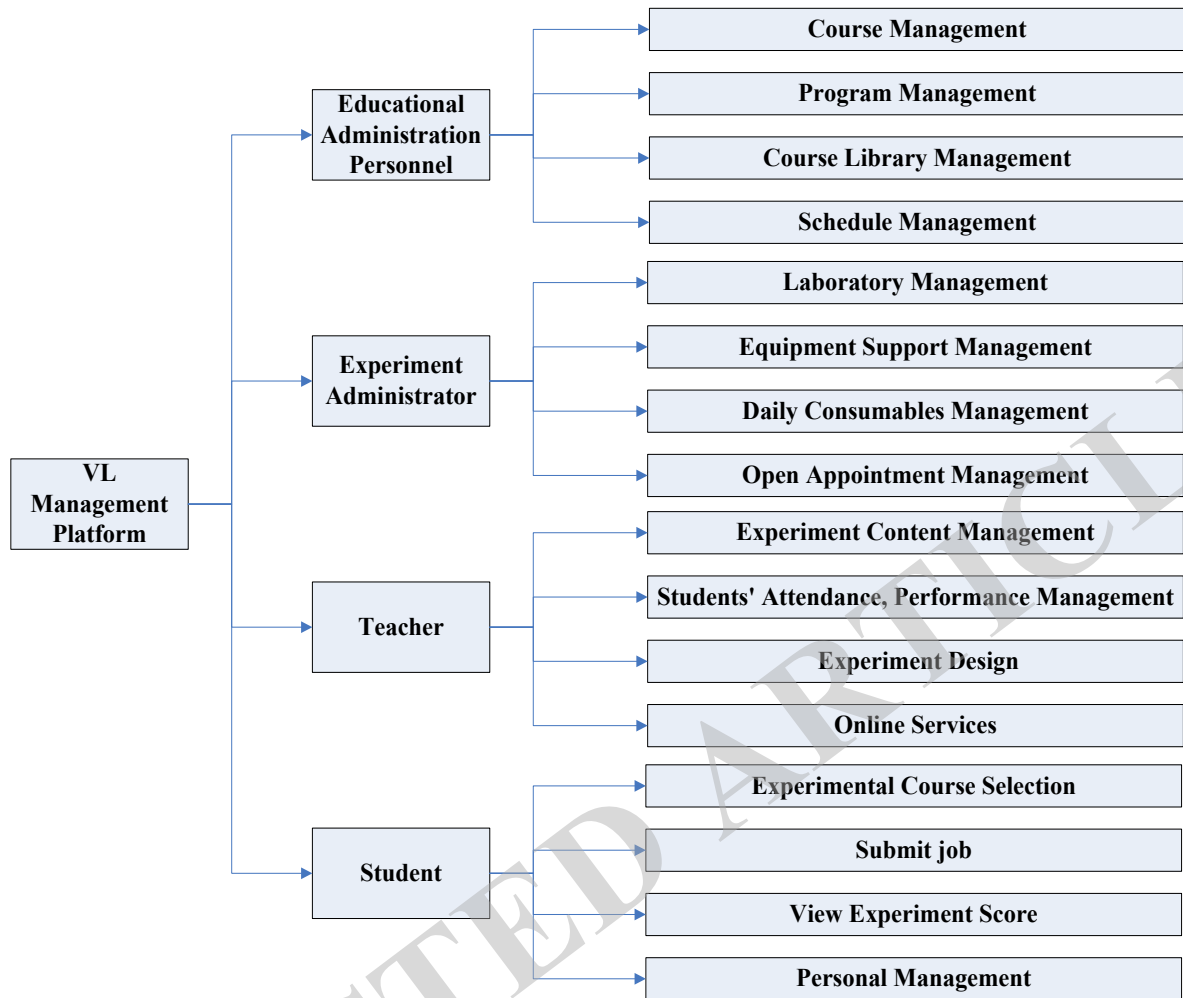 Course Management
Program Management
Course Library Management
Schedule Management
Educational
Administration
Personnel
Laboratory Management
Equipment Support Management
Daily Consumables Management
Open Appointment Management
Experiment
Administrator
VL
Management
Platform
Experiment Content Management
Students' Attendance, Performance Management
Experiment Design
Online Services
Teacher
Experimental Course Selection
Submit job
View Experiment Score
Personal Management
Student
TED ARTICL